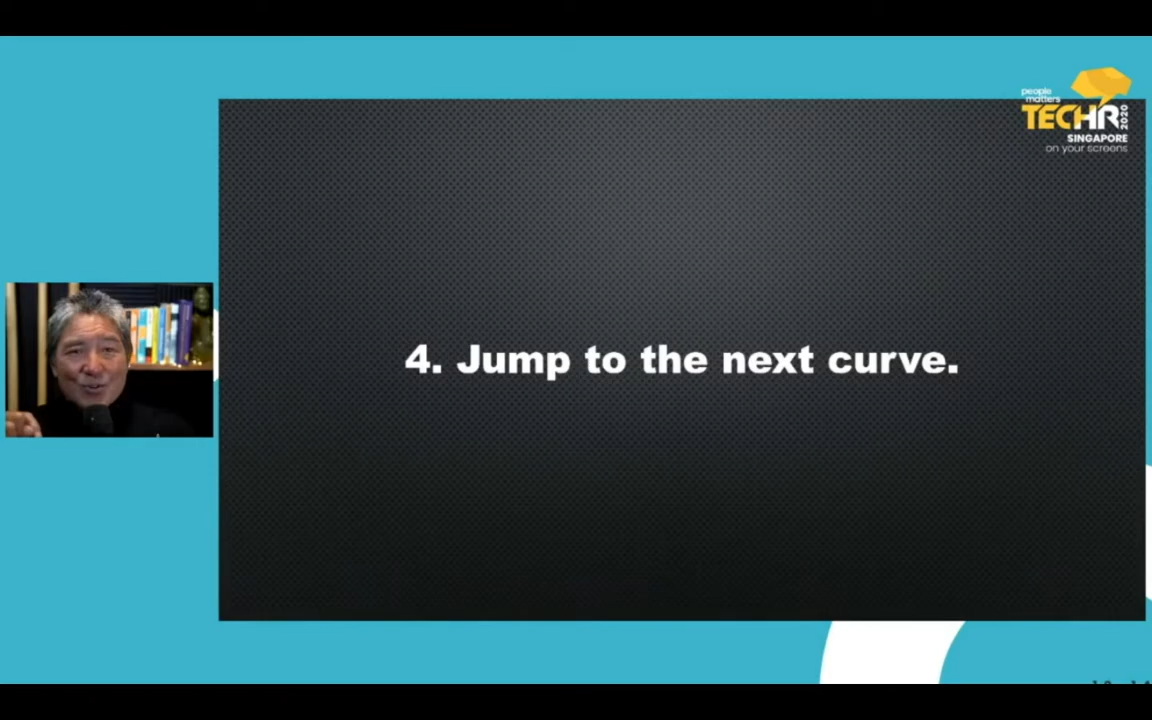 people
matters
TECHR 2020
SINGAPORE
on your screens
4. Jump to the next curve.